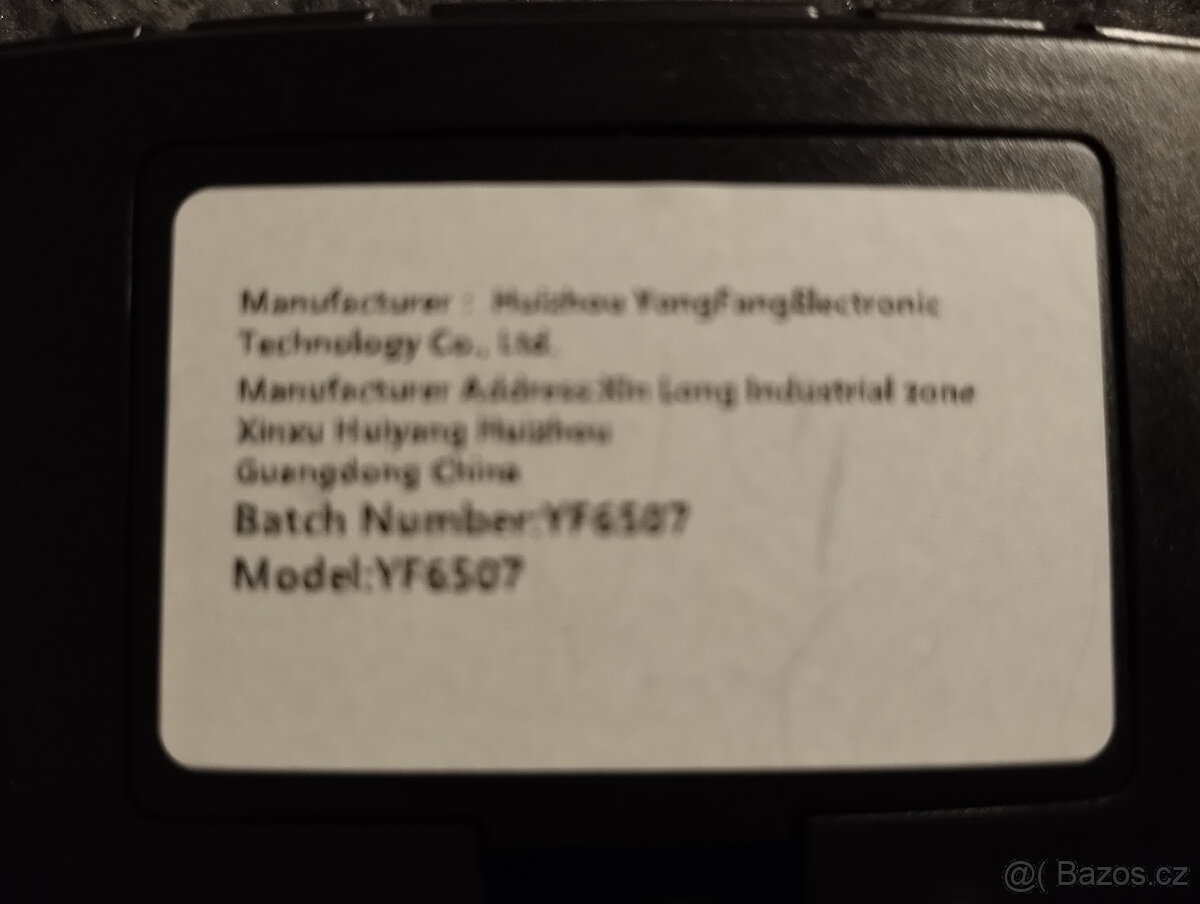 Manufacturer : Huizhou YongFangElectronic
Technology Co., Ltd.
Manufacturer Address:Xin Long Industrial zone
Xinxu Huiyang Huizhou
Guangdong China
Batch Number:YF6507
Model:YF6507
@( Bazos.cz